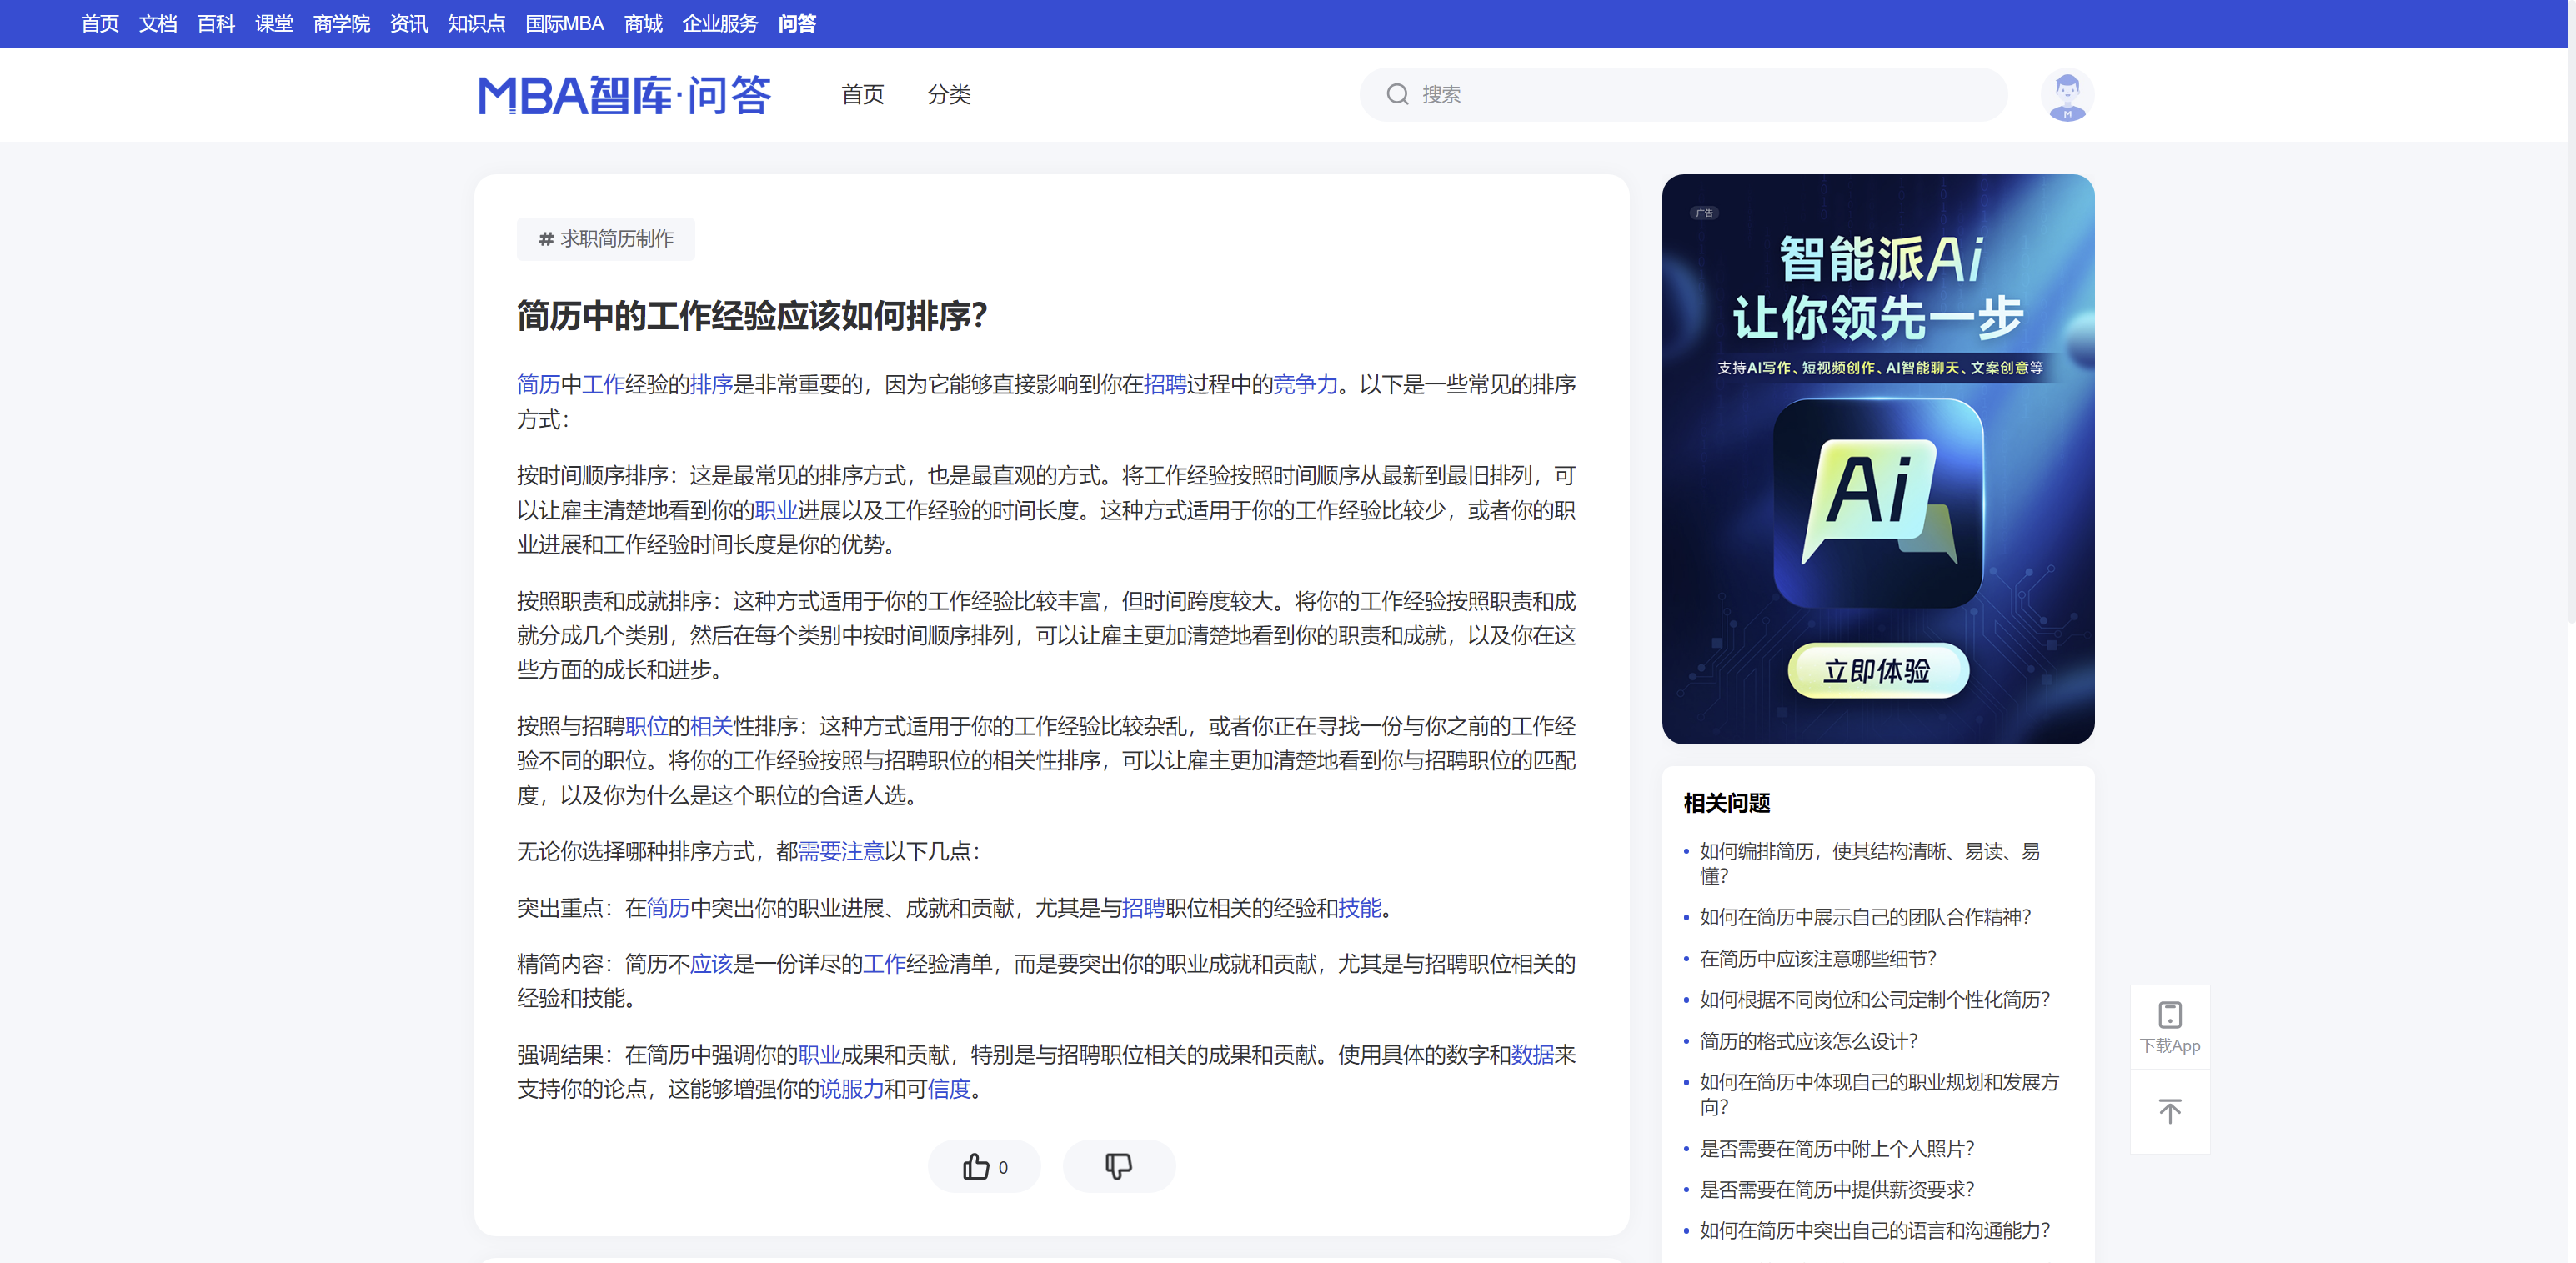 首页 文档 百科 课堂 商学院 资讯 知识点 国际MBA 商城 企业服务 问答
MBA智库·问答 首页 分类 搜索
# 求职简历制作
简历中的工作经验应该如何排序？
简历中工作经验的排序是非常重要的，因为它能够直接影响到你在招聘过程中的竞争力。以下是一些常见的排序
方式：
按时间顺序排序：这是最常见的排序方式，也是最直观的方式。将工作经验按照时间顺序从最新到最旧排列，可
以让雇主清楚地看到你的职业进展以及工作经验的时间长度。这种方式适用于你的工作经验比较少，或者你的职
业进展和工作经验时间长度是你的优势。
按照职责和成就排序：这种方式适用于你的工作经验比较丰富，但时间跨度较大。将你的工作经验按照职责和成
就分成几个类别，然后在每个类别中按时间顺序排列，可以让雇主更加清楚地看到你的职责和成就，以及你在这
些方面的成长和进步。
按照与招聘职位的相关性排序：这种方式适用于你的工作经验比较杂乱，或者你正在寻找一份与你之前的工作经
验不同的职位。将你的工作经验按照与招聘职位的相关性排序，可以让雇主更加清楚地看到你与招聘职位的匹配
度，以及你为什么是这个职位的合适人选。
无论你选择哪种排序方式，都需要注意以下几点：
突出重点：在简历中突出你的职业进展、成就和贡献，尤其是与招聘职位相关的经验和技能。
精简内容：简历不应该是一份详尽的工作经验清单，而是要突出你的职业成就和贡献，尤其是与招聘职位相关的
经验和技能。
强调结果：在简历中强调你的职业成果和贡献，特别是与招聘职位相关的成果和贡献。使用具体的数字和数据来
支持你的论点，这能够增强你的说服力和可信度。
0
广告
智能派Ai
让你领先一步
支持AI写作、短视频创作、AI智能聊天、文案创意等
Ai
立即体验
相关问题
如何编排简历，使其结构清晰、易读、易
懂？
如何在简历中展示自己的团队合作精神？
在简历中应该注意哪些细节？
如何根据不同岗位和公司定制个性化简历？
简历的格式应该怎么设计？
如何在简历中体现自己的职业规划和发展方
向？
是否需要在简历中附上个人照片？
是否需要在简历中提供薪资要求？
如何在简历中突出自己的语言和沟通能力？
下载App